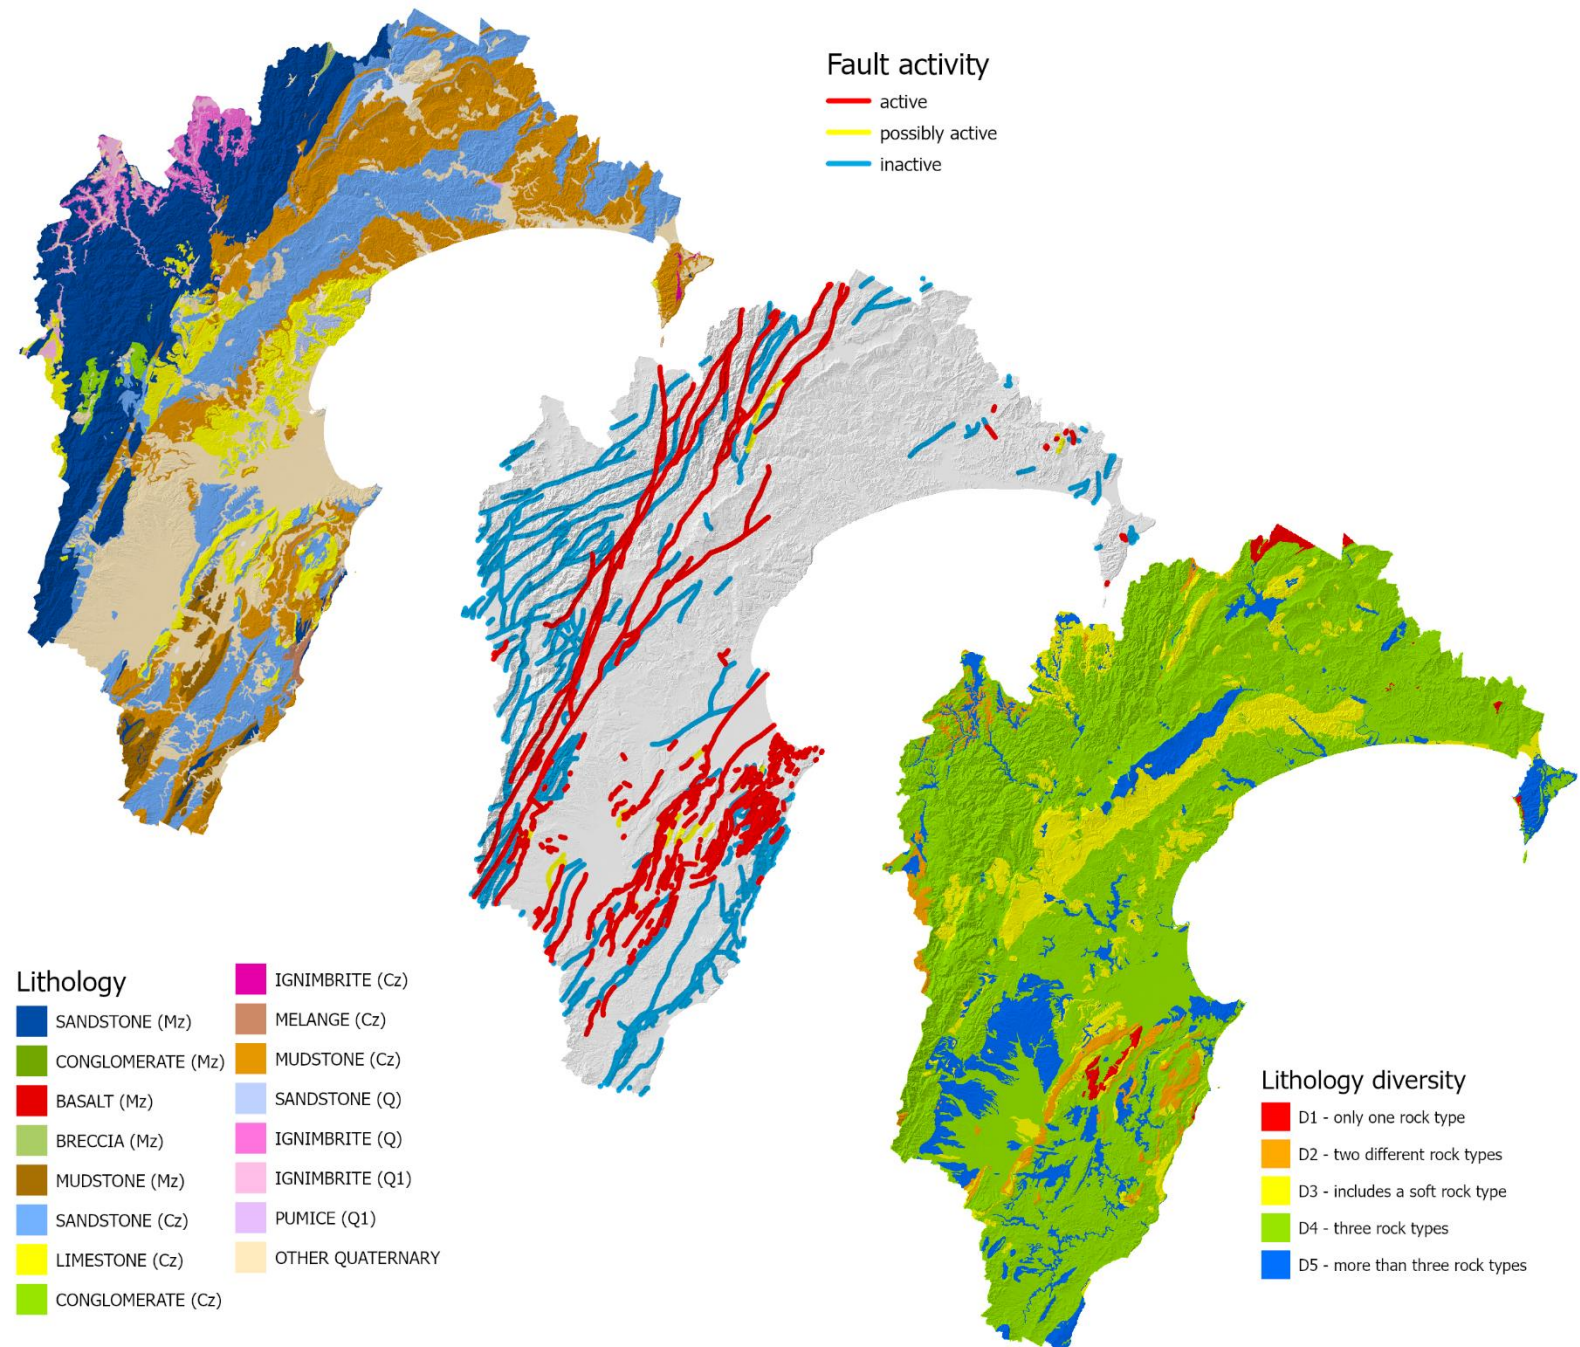 Fault activity
active
possibly active
inactive
Lithology
SANDSTONE (Mz)
CONGLOMERATE (Mz)
BASALT (Mz)
BRECCIA (Mz)
MUDSTONE (Mz)
SANDSTONE (Cz)
LIMESTONE (Cz)
CONGLOMERATE (Cz)
IGNIMBRITE (Cz)
MELANGE (Cz)
MUDSTONE (Cz)
SANDSTONE (Q)
IGNIMBRITE (Q)
IGNIMBRITE (Q1)
PUMICE (Q1)
OTHER QUATERNARY
Lithology diversity
D1 - only one rock type
D2 - two different rock types
D3 - includes a soft rock type
D4 - three rock types
D5 - more than three rock types